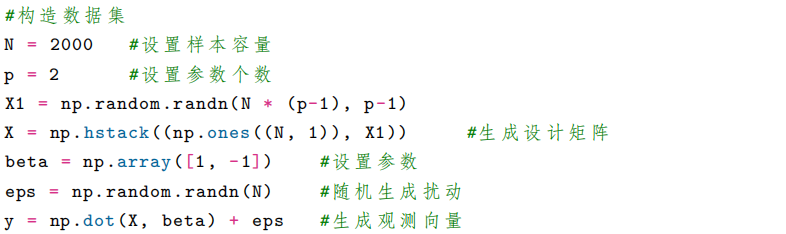 #构造数据集
N = 2000 #设置样本容量
p = 2 #设置参数个数
X1 = np.random.randn(N * (p-1), p-1)
X = np.hstack((np.ones((N, 1)), X1)) #生成设计矩阵
beta = np.array([1, -1]) #设置参数
eps = np.random.randn(N) #随机生成扰动
y = np.dot(X, beta) + eps #生成观测向量